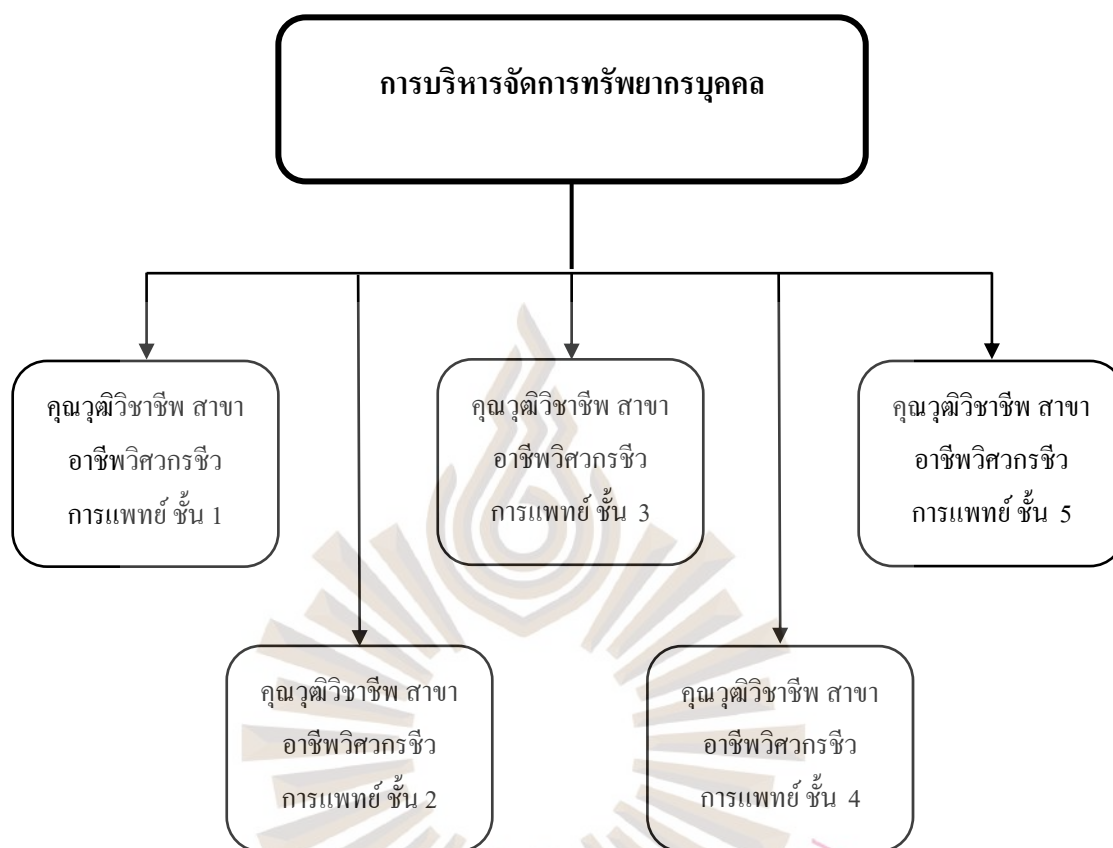 การบริหารจัดการทรัพยากรบุคคล
คุณวุฒิวิชาชีพ สาขา
อาชีพวิศวกรชีว
การแพทย์ ชั้น 1
คุณวุฒิวิชาชีพ สาขา
อาชีพวิศวกรชีว
การแพทย์ ชั้น 3
คุณวุฒิวิชาชีพ สาขา
อาชีพวิศวกรชีว
การแพทย์ ชั้น 5
คุณวุฒิวิชาชีพ สาขา
อาชีพวิศวกรชีว
การแพทย์ ชั้น 2
คุณวุฒิวิชาชีพ สาขา
อาชีพวิศวกรชีว
การแพทย์ ชั้น 4